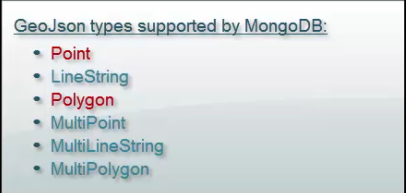 GeoJson types supported by MongoDB:
• Point
• LineString
• Polygon
• MultiPoint
• MultiLineString
• MultiPolygon